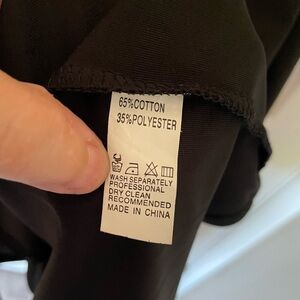 65%COTTON
35%POLYESTER
WASH SEPARATELY
PROFESSIONAL
DRY CLEAN
RECOMMENDED
MADE IN CHINA